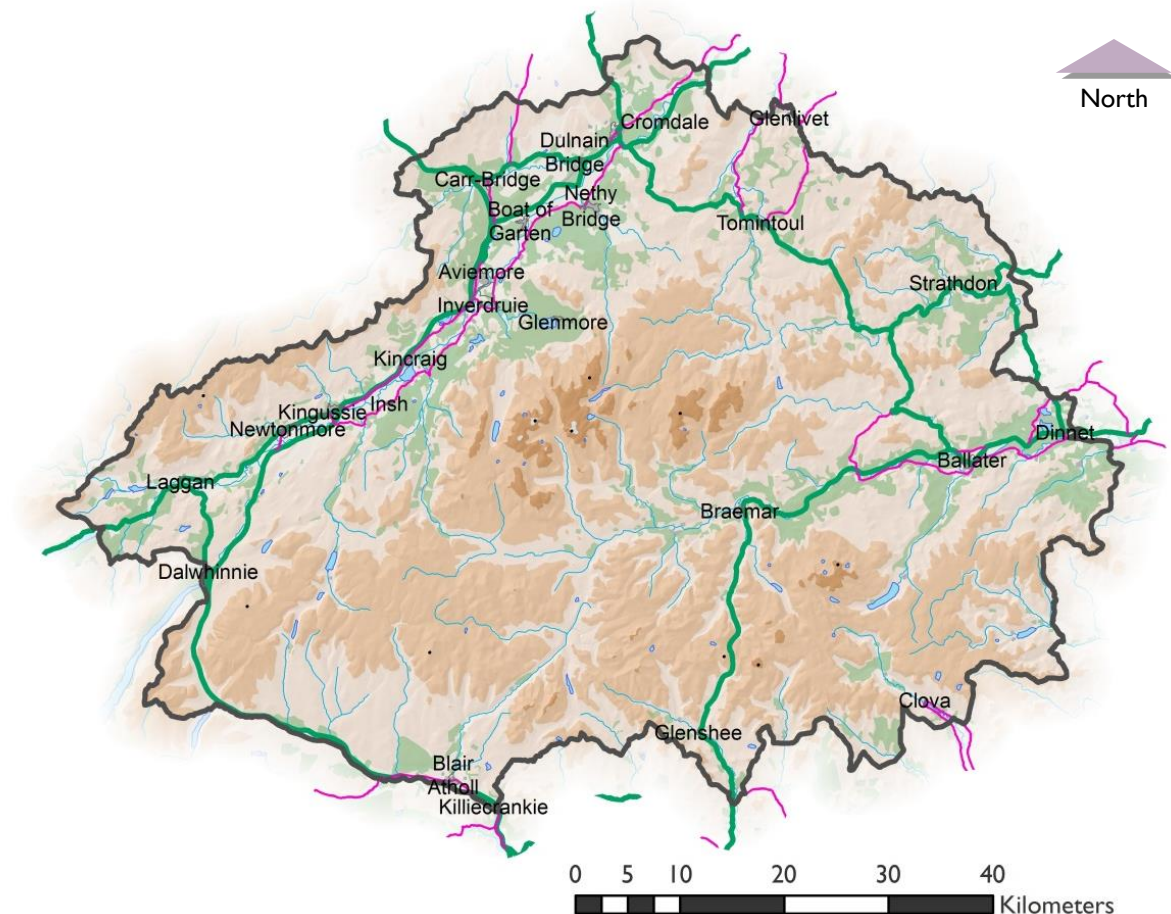 North
Cromdale
Glenlivet
Dulnain
Bridge
Carr-Bridge
Nethy
Bridge
Boat of
Garten
Tomintoul
Aviemore
Strathdon
Inverdruie
Glenmore
Kincraig
Insh
Kingussie
Newtonmore
Dinnet
Ballater
Laggan
Braemar
Dalwhinnie
Clova
Glenshee
Blair
Atholl
Killiecrankie
0 5 10 20 30 40
Kilometers